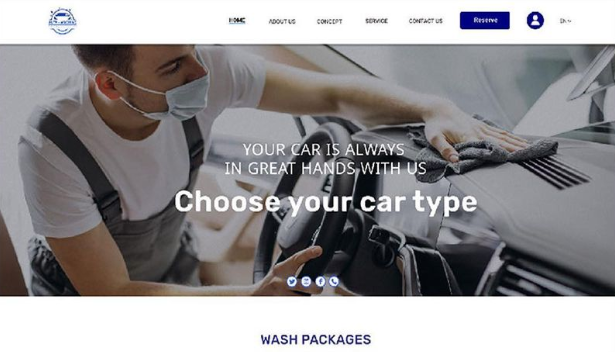 HOME
ABOUT US
CONCEPT
SERVICE
CONTACT US
Reserve
YOUR CAR IS ALWAYS
IN GREAT HANDS WITH US
Choose your car type
WASH PACKAGES